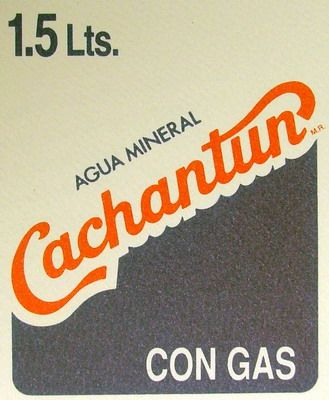 1.5 Lts.
AGUA MINERAL
Cachantun
M.R.
CON GAS